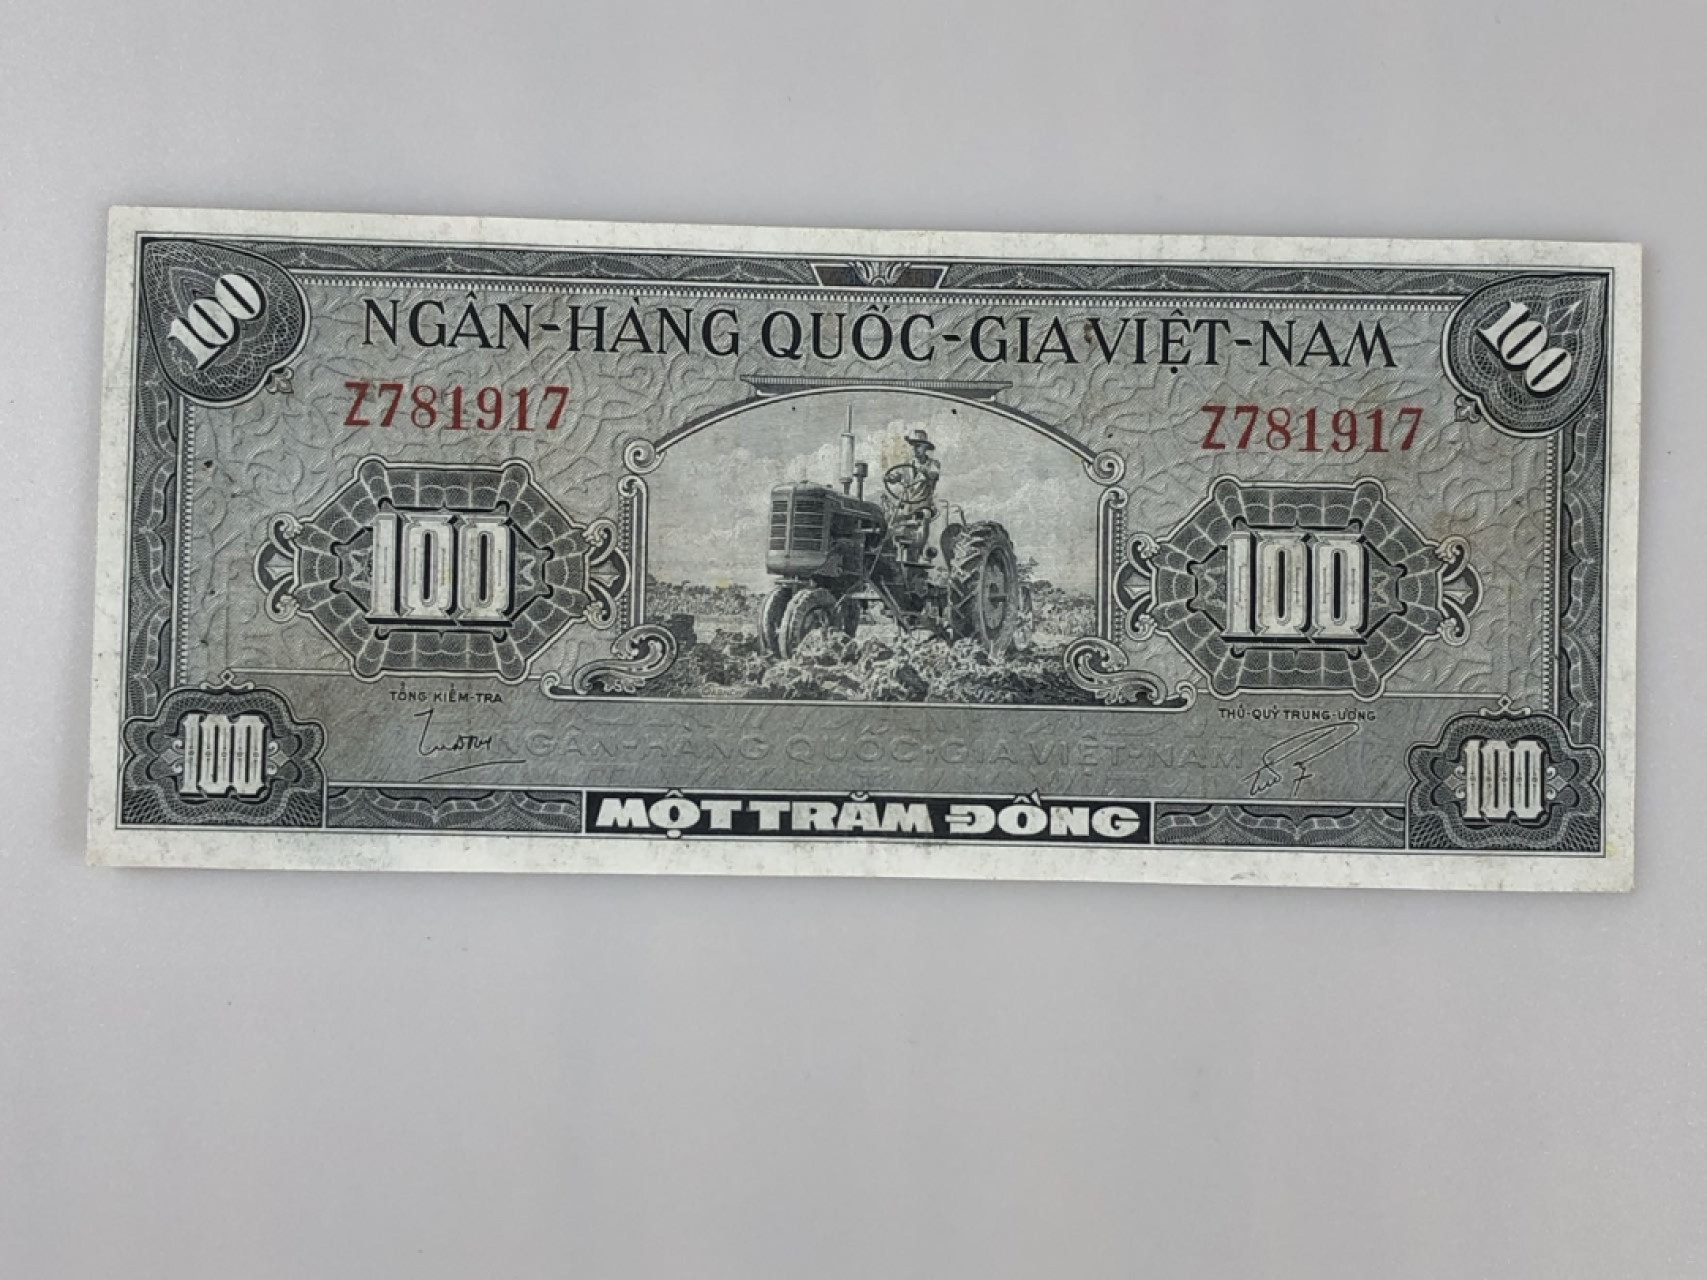 100 100
NGÂN-HÀNG QUỐC-GIA VIỆT-NAM
Z781917 Z781917
100 100
TỔNG KIỂM-TRA THỦ-QUỸ TRUNG-ƯƠNG
NGÂN-HÀNG QUỐC-GIA VIỆT-NAM
100 100
MỘT TRĂM ĐỒNG